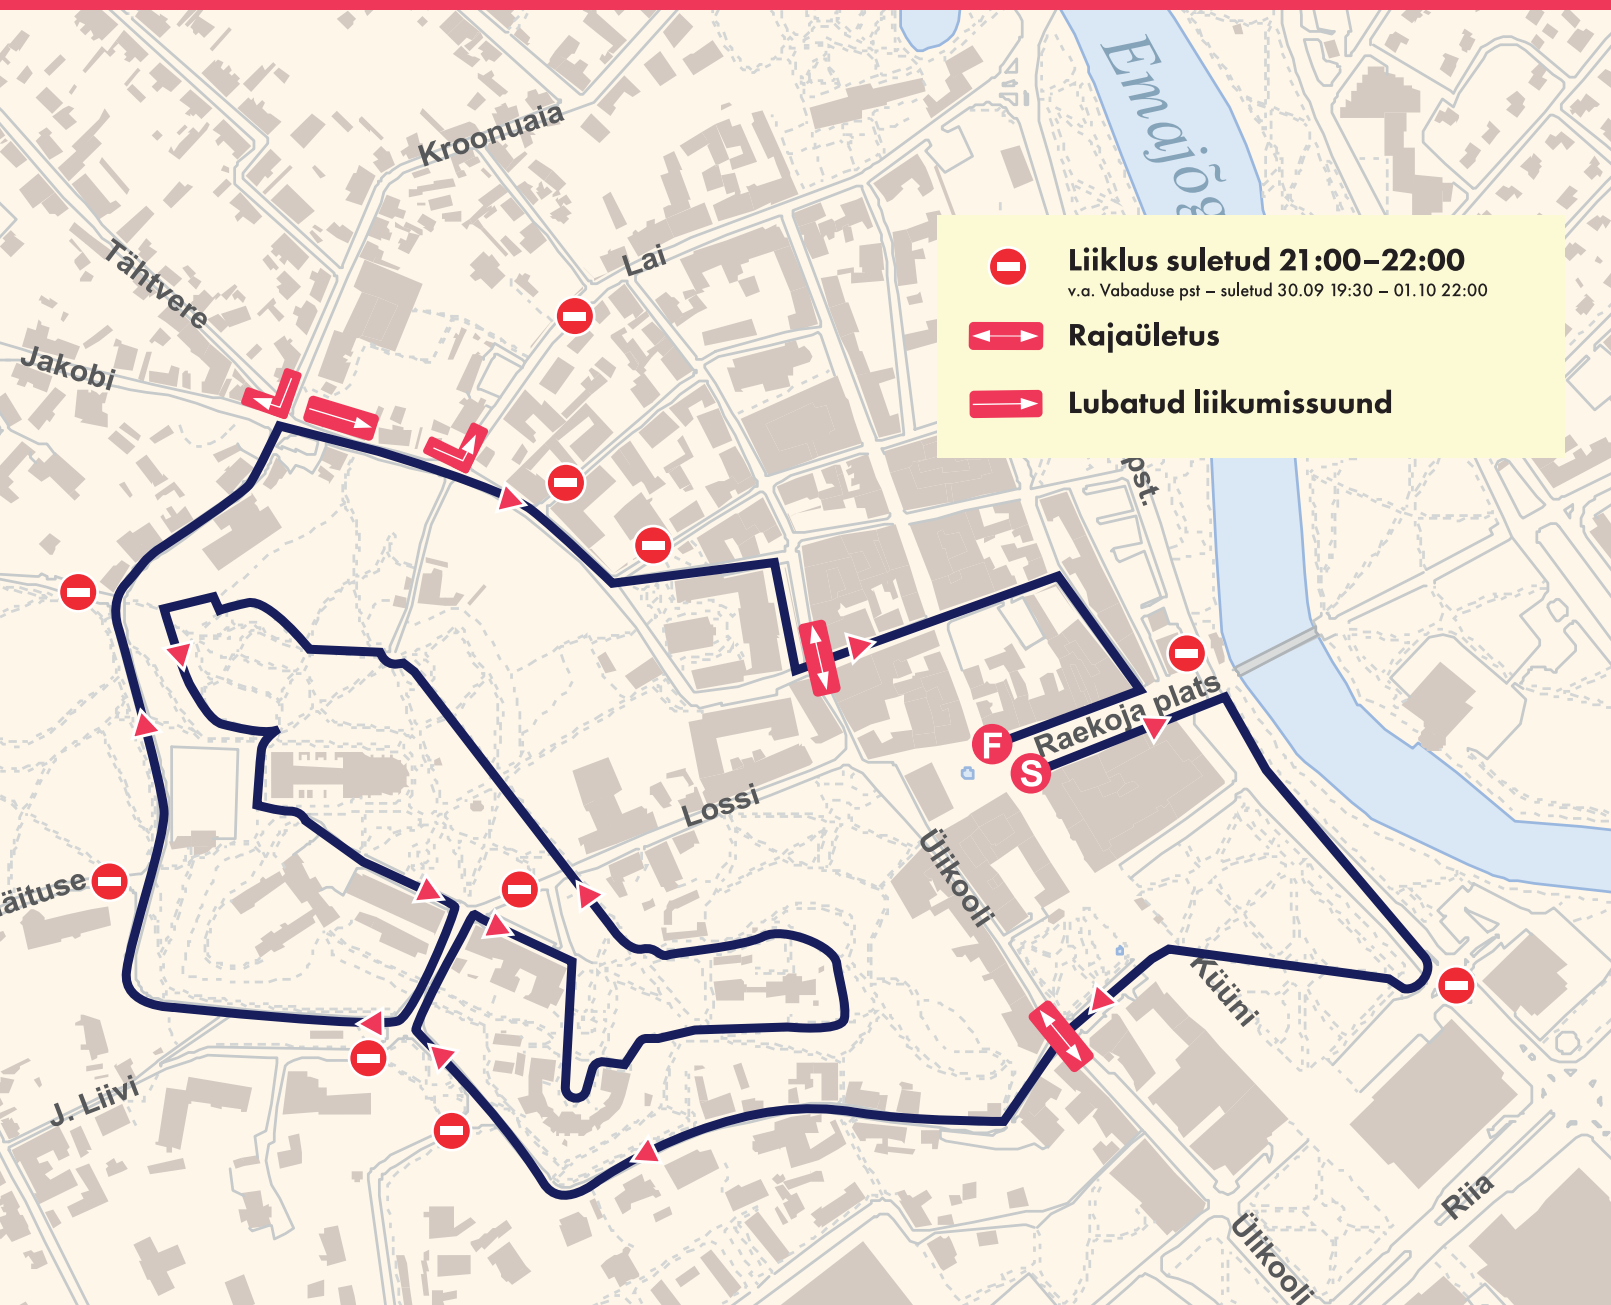 Kroonuaia
Emajõg
Lai
Tähtvere
Jakobi
Liiklus suletud 21:00–22:00
v.a. Vabaduse pst – suletud 30.09 19:30 – 01.10 22:00
Rajaületus
Lubatud liikumissuund
pst.
Raekoja plats
F
S
Lossi
Ülikooli
äituse
Küüni
J. Liivi
Riia
Ülikooli